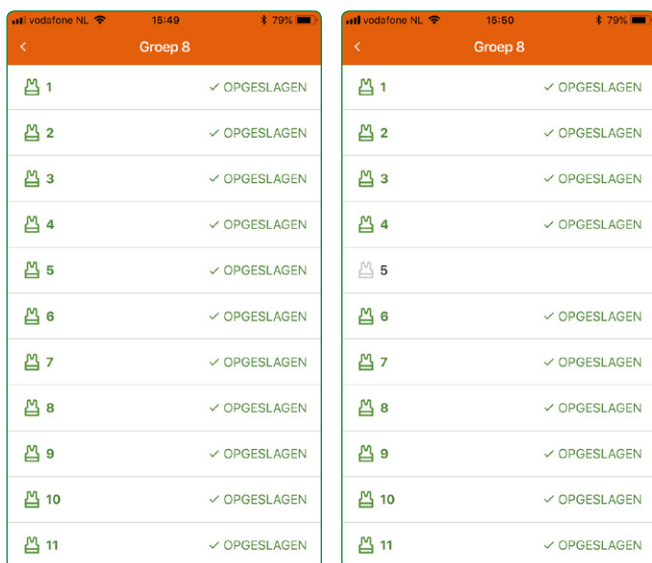 vodafone NL 15:49 79%
Groep 8
1 ✓ OPGESLAGEN
2 ✓ OPGESLAGEN
3 ✓ OPGESLAGEN
4 ✓ OPGESLAGEN
5 ✓ OPGESLAGEN
6 ✓ OPGESLAGEN
7 ✓ OPGESLAGEN
8 ✓ OPGESLAGEN
9 ✓ OPGESLAGEN
10 ✓ OPGESLAGEN
11 ✓ OPGESLAGEN
vodafone NL 15:50 79%
Groep 8
1 ✓ OPGESLAGEN
2 ✓ OPGESLAGEN
3 ✓ OPGESLAGEN
4 ✓ OPGESLAGEN
5
6 ✓ OPGESLAGEN
7 ✓ OPGESLAGEN
8 ✓ OPGESLAGEN
9 ✓ OPGESLAGEN
10 ✓ OPGESLAGEN
11 ✓ OPGESLAGEN